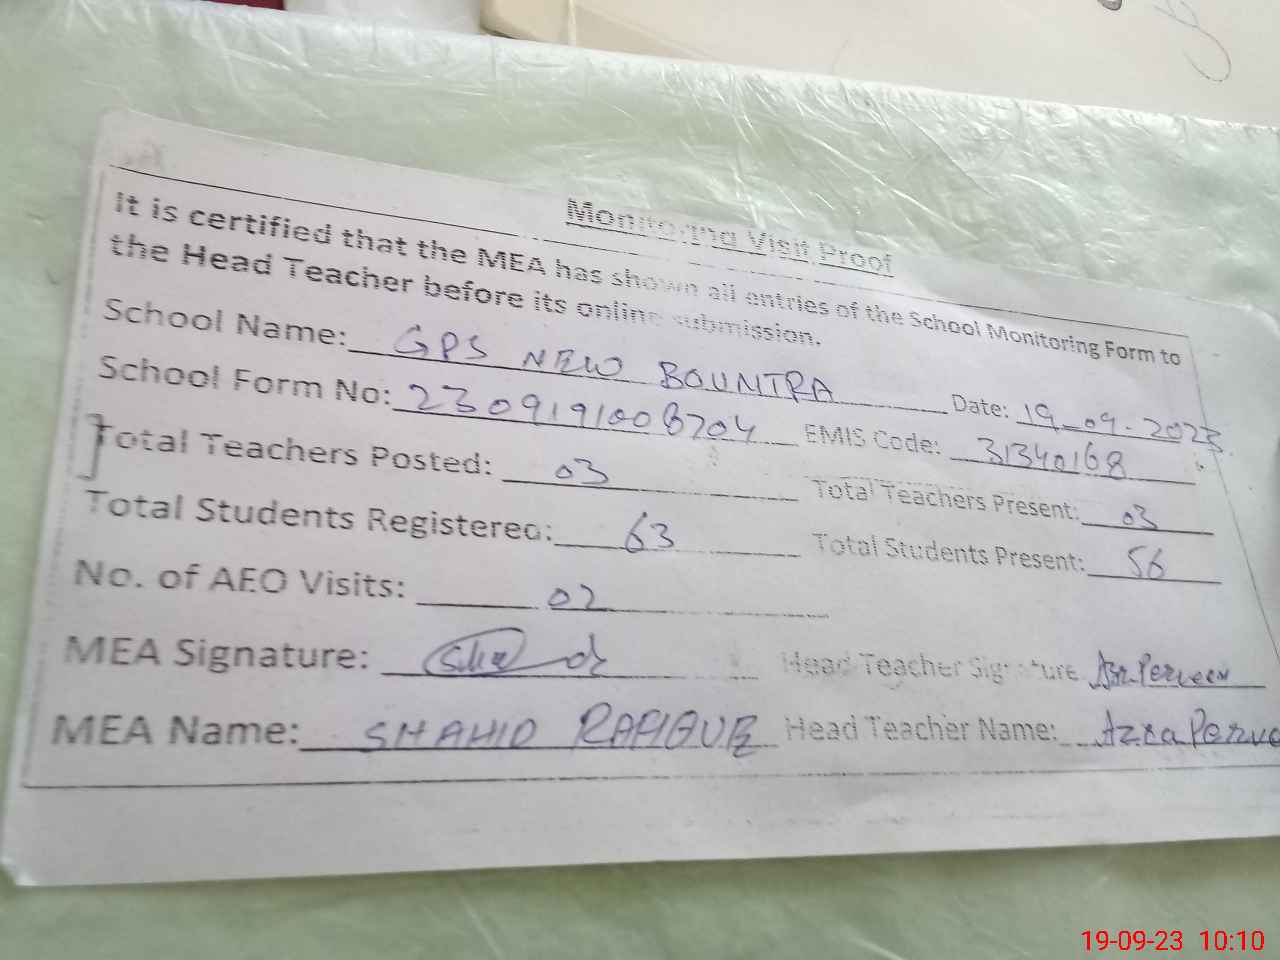 Monitoring Visit Proof
It is certified that the MEA has shown all entries of the School Monitoring Form to
the Head Teacher before its online submission.
School Name: GPS NEW BOUNTRA Date: 19-09-2023
School Form No: 2309191008704 EMIS Code: 31340168
Total Teachers Posted: 03 Total Teachers Present: 03
Total Students Registered: 63 Total Students Present: 56
No. of AEO Visits: 02
MEA Signature: Head Teacher Signature
MEA Name: SHAHID RAFIQUE Head Teacher Name: Azra Perve
19-09-23 10:10